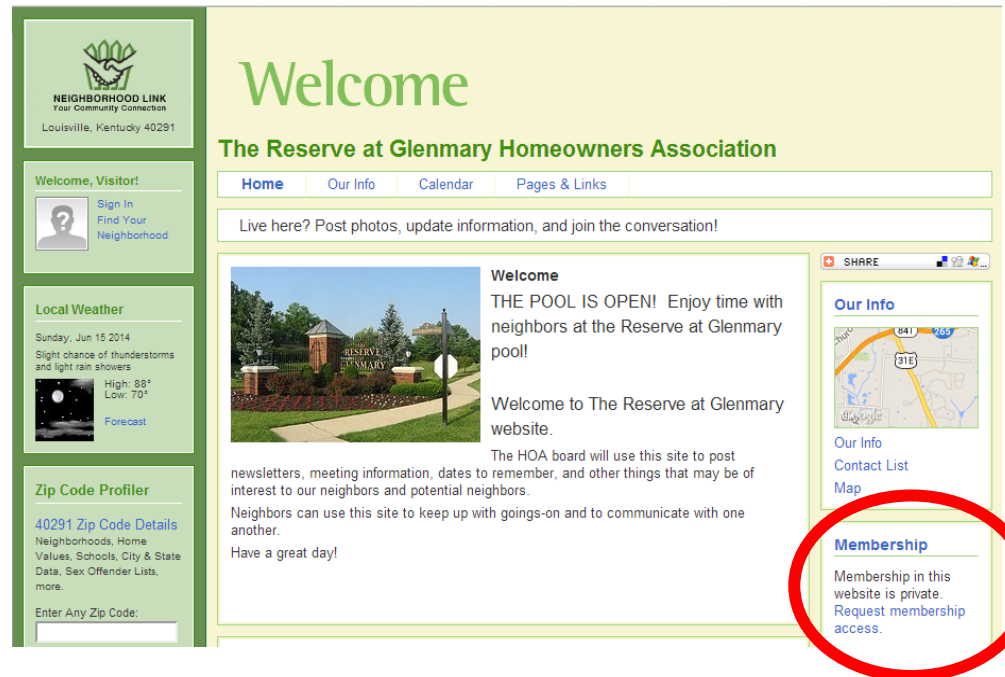 NEIGHBORHOOD LINK
Your Community Connection
Louisville, Kentucky 40291
Welcome, Visitor!
Sign In
Find Your
Neighborhood
Local Weather
Sunday, Jun 15 2014
Slight chance of thunderstorms
and light rain showers
High: 88°
Low: 70°
Forecast
Zip Code Profiler
40291 Zip Code Details
Neighborhoods, Home
Values, Schools, City & State
Data, Sex Offender Lists,
more.
Enter Any Zip Code:
Welcome
The Reserve at Glenmary Homeowners Association
Home Our Info Calendar Pages & Links
Live here? Post photos, update information, and join the conversation!
RESERVE
GLENMARY
Welcome
THE POOL IS OPEN! Enjoy time with
neighbors at the Reserve at Glenmary
pool!
Welcome to The Reserve at Glenmary
website.
The HOA board will use this site to post
newsletters, meeting information, dates to remember, and other things that may be of
interest to our neighbors and potential neighbors.
Neighbors can use this site to keep up with goings-on and to communicate with one
another.
Have a great day!
SHARE
Our Info
841
265
31E
Google
Our Info
Contact List
Map
Membership
Membership in this
website is private.
Request membership
access.